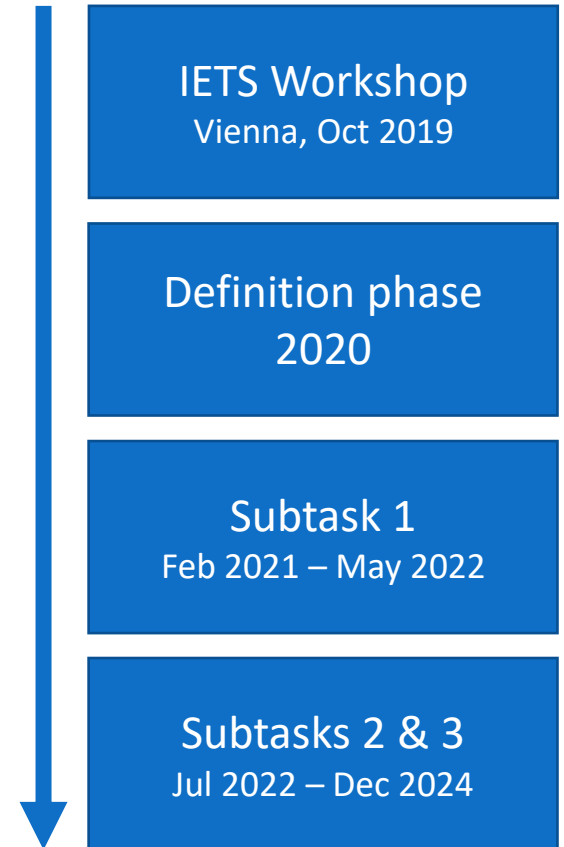 IETS Workshop
Vienna, Oct 2019
Definition phase
2020
Subtask 1
Feb 2021 – May 2022
Subtasks 2 & 3
Jul 2022 – Dec 2024